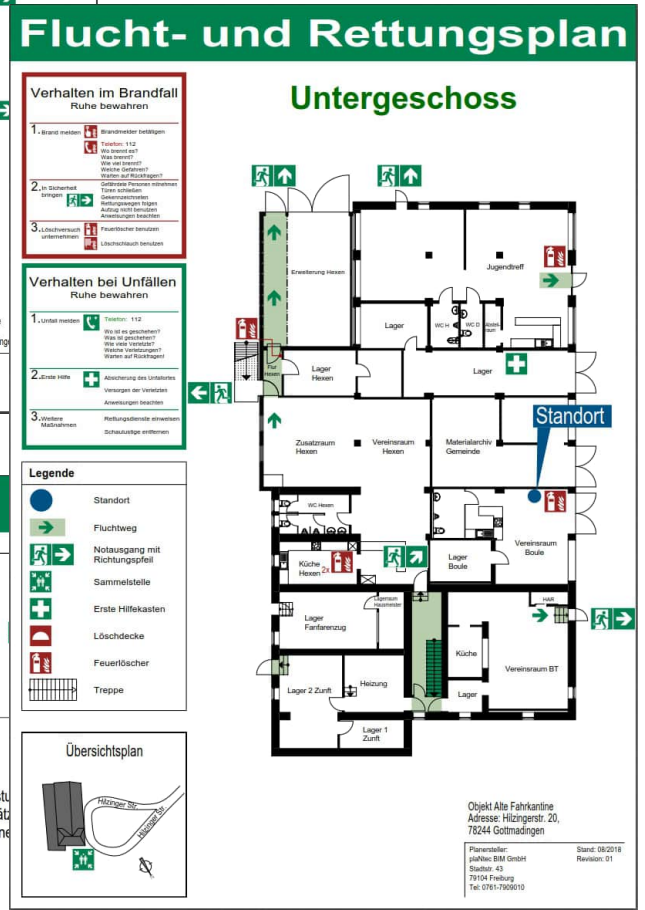 Flucht- und Rettungsplan
Verhalten im Brandfall
Ruhe bewahren
1. Brand melden
Brandmelder betätigen
Telefon: 112
Wo brennt es?
Was brennt?
Wie viel brennt?
Welche Gefahren?
Warten auf Rückfragen?
2. In Sicherheit bringen
Gefährdete Personen mitnehmen
Türen schließen
Gekennzeichneten
Rettungswegen folgen
Aufzug nicht benutzen
Anweisungen beachten
3. Löschversuch unternehmen
Feuerlöscher benutzen
Löschschlauch benutzen
Verhalten bei Unfällen
Ruhe bewahren
1. Unfall melden
Telefon: 112
Wo ist es geschehen?
Was ist geschehen?
Wie viele Verletzte?
Welche Verletzungen?
Warten auf Rückfragen!
2. Erste Hilfe
Absicherung des Unfallortes
Versorgen der Verletzten
Anweisungen beachten
3. Weitere Maßnahmen
Rettungsdienste einweisen
Schaulustige entfernen
Legende
Standort
Fluchtweg
Notausgang mit
Richtungspfeil
Sammelstelle
Erste Hilfekasten
Löschdecke
Feuerlöscher
Treppe
Übersichtsplan
Hilzinger Str.
Hilzinger Str.
Untergeschoss
Erweiterung Hexen
Jugendtreff
Lager
WC H
WC D
Abstell-
raum
Flur
Hexen
Lager
Hexen
Lager
Standort
Zusatzraum
Hexen
Vereinsraum
Hexen
Materialarchiv
Gemeinde
WC Hexen
Küche
Hexen
2x
Lager
Boule
Vereinsraum
Boule
Lagerraum
Hausmeister
Lager
Fanfarenzug
HAR
Küche
Vereinsraum BT
Lager 2 Zunft
Heizung
Lager
Lager 1
Zunft
Objekt Alte Fahrkantine
Adresse: Hilzingerstr. 20,
78244 Gottmadingen
Planersteller:
plaNtec BIM GmbH
Stadtstr. 43
79104 Freiburg
Tel: 0761-7909010
Stand: 08/2018
Revision: 01